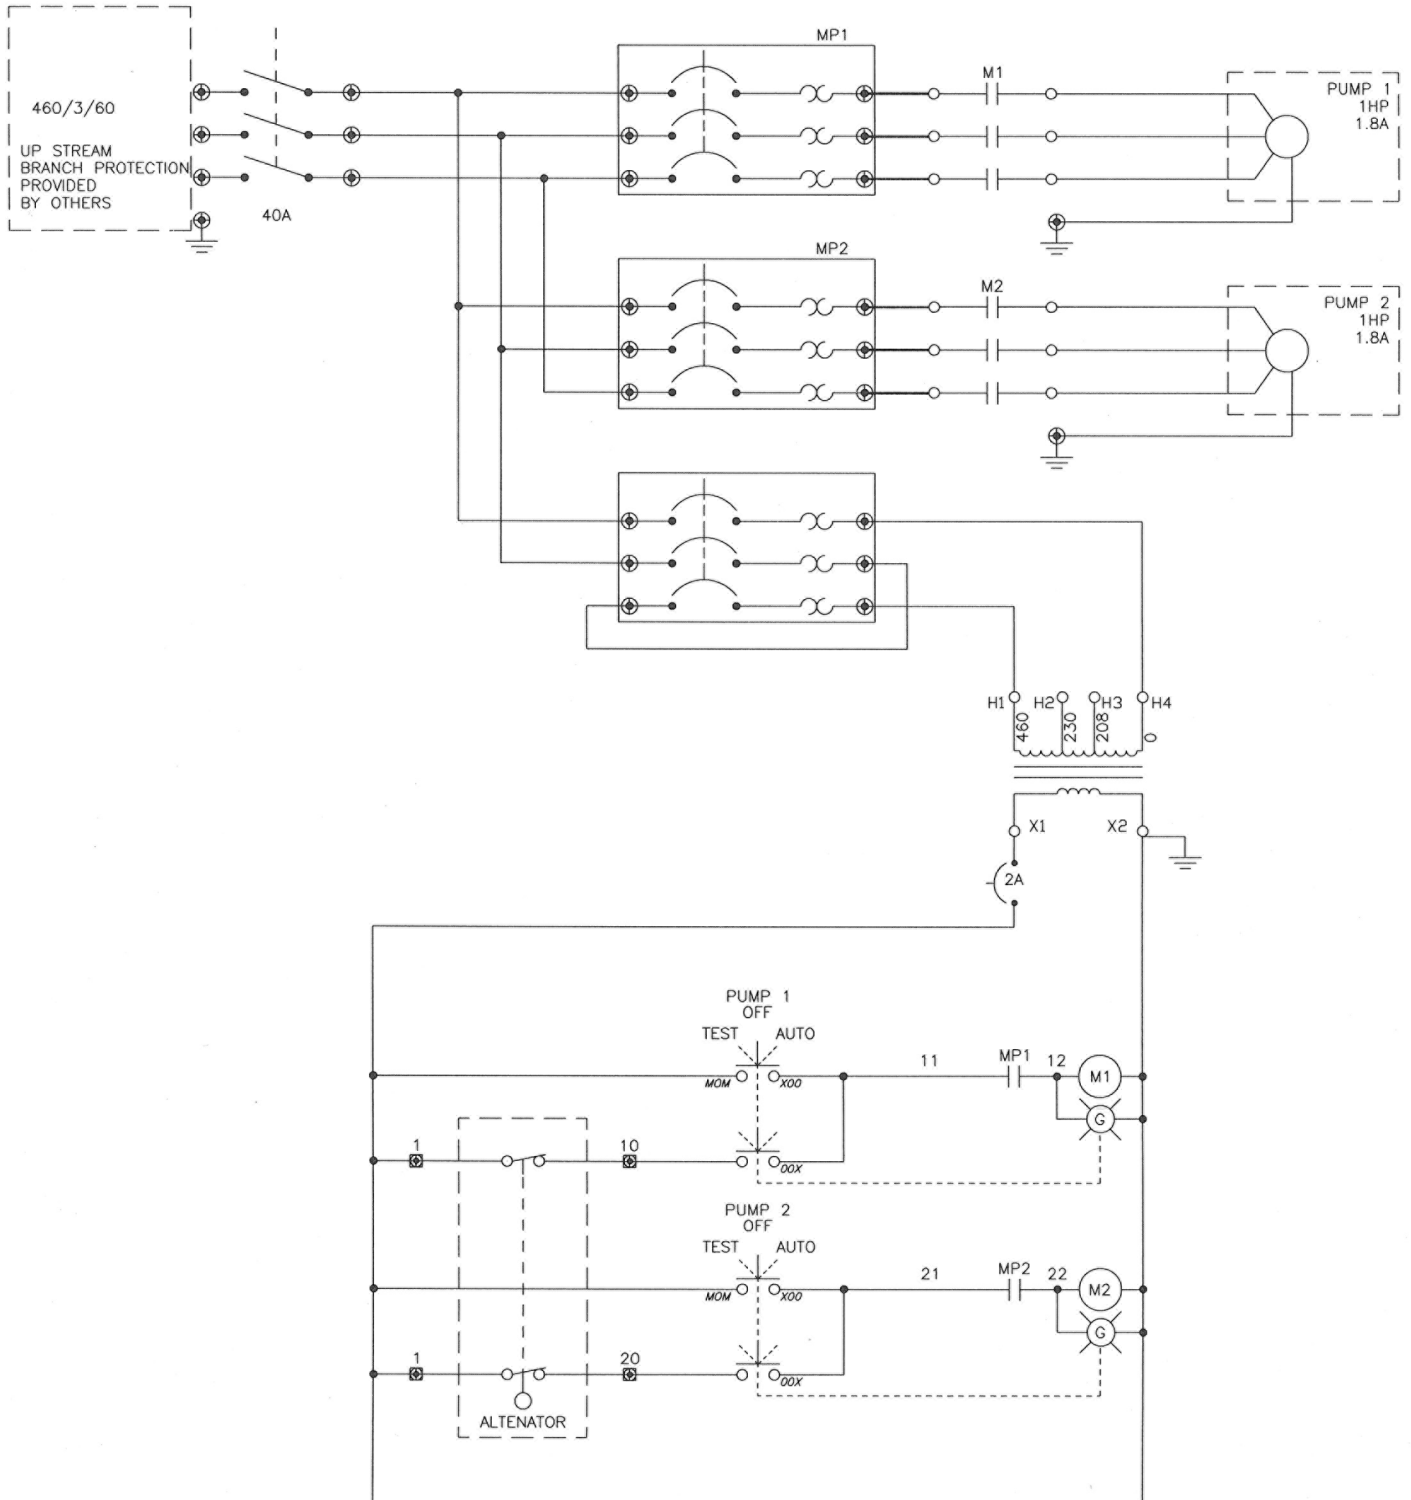 460/3/60
UP STREAM
BRANCH PROTECTION
PROVIDED
BY OTHERS
40A
MP1
M1
PUMP 1
1HP
1.8A
MP2
M2
PUMP 2
1HP
1.8A
H1
H2
H3
H4
460
230
208
0
X1
X2
2A
PUMP 1
OFF
TEST
AUTO
MOM
XOO
11
MP1
12
M1
G
1
10
OOX
PUMP 2
OFF
TEST
AUTO
MOM
XOO
21
MP2
22
M2
G
1
20
OOX
ALTENATOR